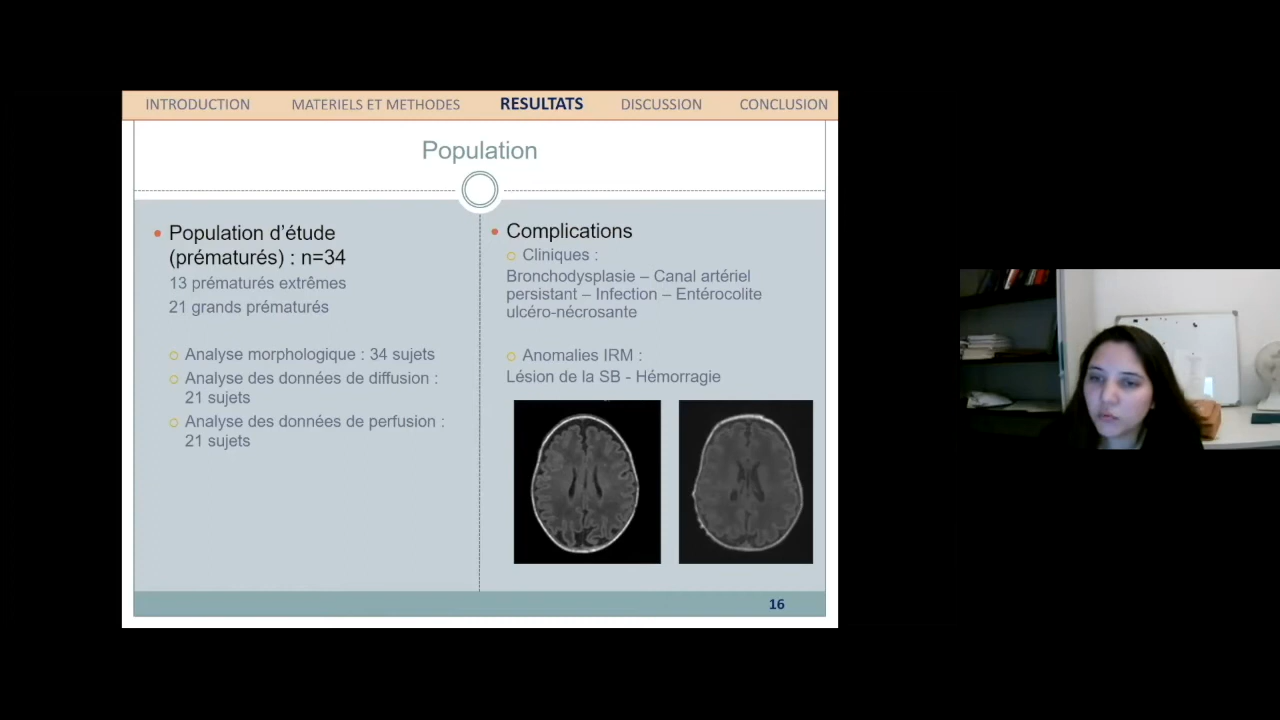 INTRODUCTION MATERIELS ET METHODES RESULTATS DISCUSSION CONCLUSION
Population
• Population d'étude
(prématurés) : n=34
13 prématurés extrêmes
21 grands prématurés
Analyse morphologique : 34 sujets
Analyse des données de diffusion :
21 sujets
Analyse des données de perfusion :
21 sujets
• Complications
Cliniques :
Bronchodysplasie – Canal artériel
persistant – Infection – Entérocolite
ulcéro-nécrosante
Anomalies IRM :
Lésion de la SB - Hémorragie
16